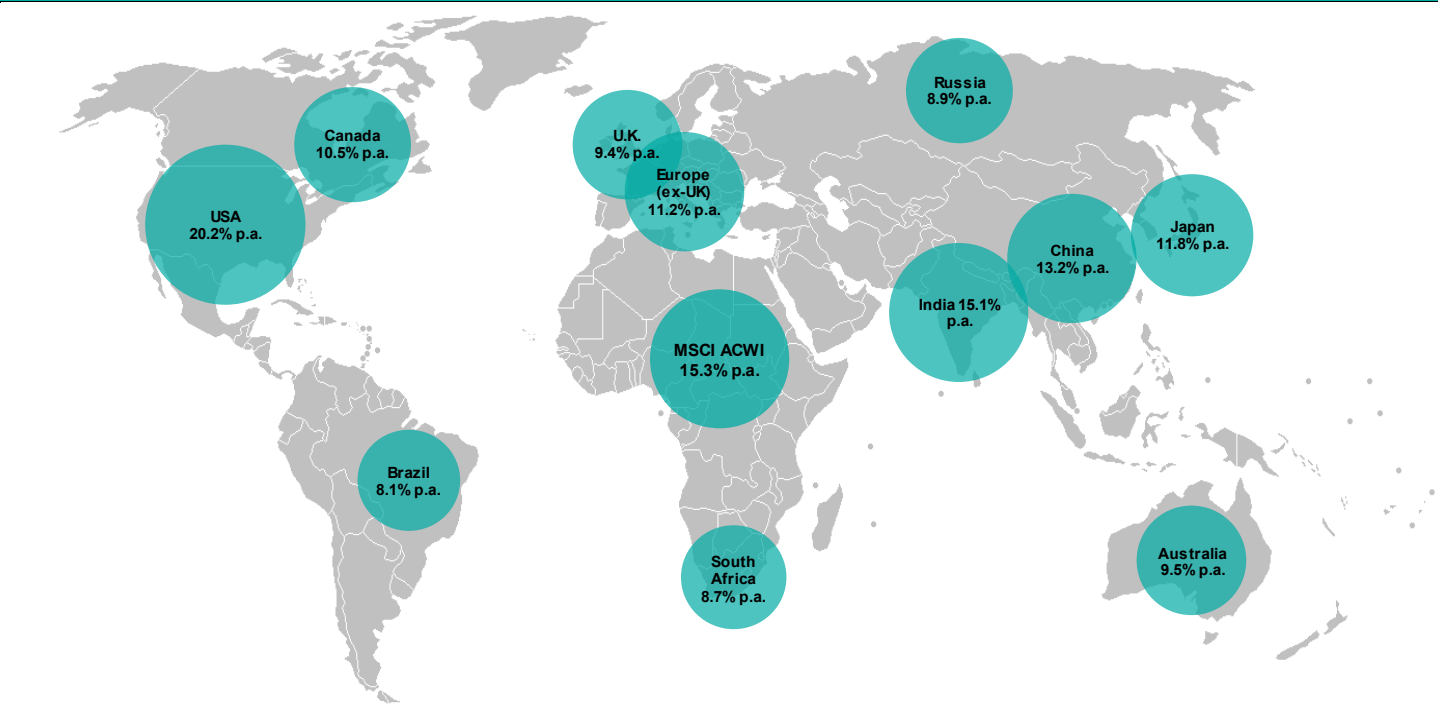 Russia
8.9% p.a.
Canada
10.5% p.a.
U.K.
9.4% p.a.
Europe
(ex-UK)
11.2% p.a.
USA
20.2% p.a.
Japan
11.8% p.a.
China
13.2% p.a.
India 15.1%
p.a.
MSCI ACWI
15.3% p.a.
Brazil
8.1% p.a.
South
Africa
8.7% p.a.
Australia
9.5% p.a.